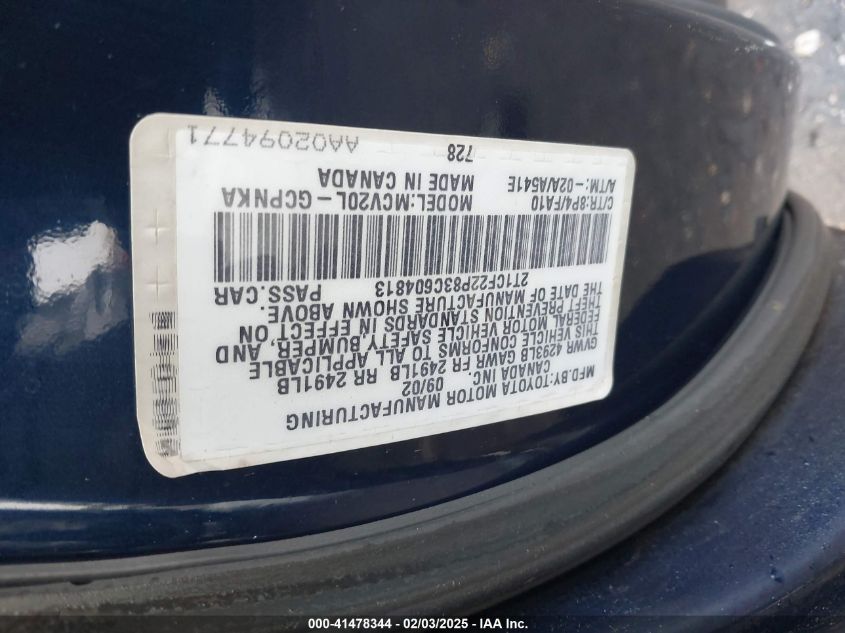 MFD.BY:TOYOTA MOTOR MANUFACTURING
CANADA INC. 09/02
GVWR 4293LB GAWR FR 2491LB RR 2491LB
THIS VEHICLE CONFORMS TO ALL APPLICABLE
FEDERAL MOTOR VEHICLE SAFETY, BUMPER, AND
THEFT PREVENTION STANDARDS IN EFFECT ON
THE DATE OF MANUFACTURE SHOWN ABOVE.
2T1CF22P83C604813 PASS.CAR
C/TR:8P4/FA10 MODEL:MCV20L-GCPNKA
A/TM:-02A/A541E MADE IN CANADA
728 AA02094771
000-41478344 — 02/03/2025 — IAA Inc.